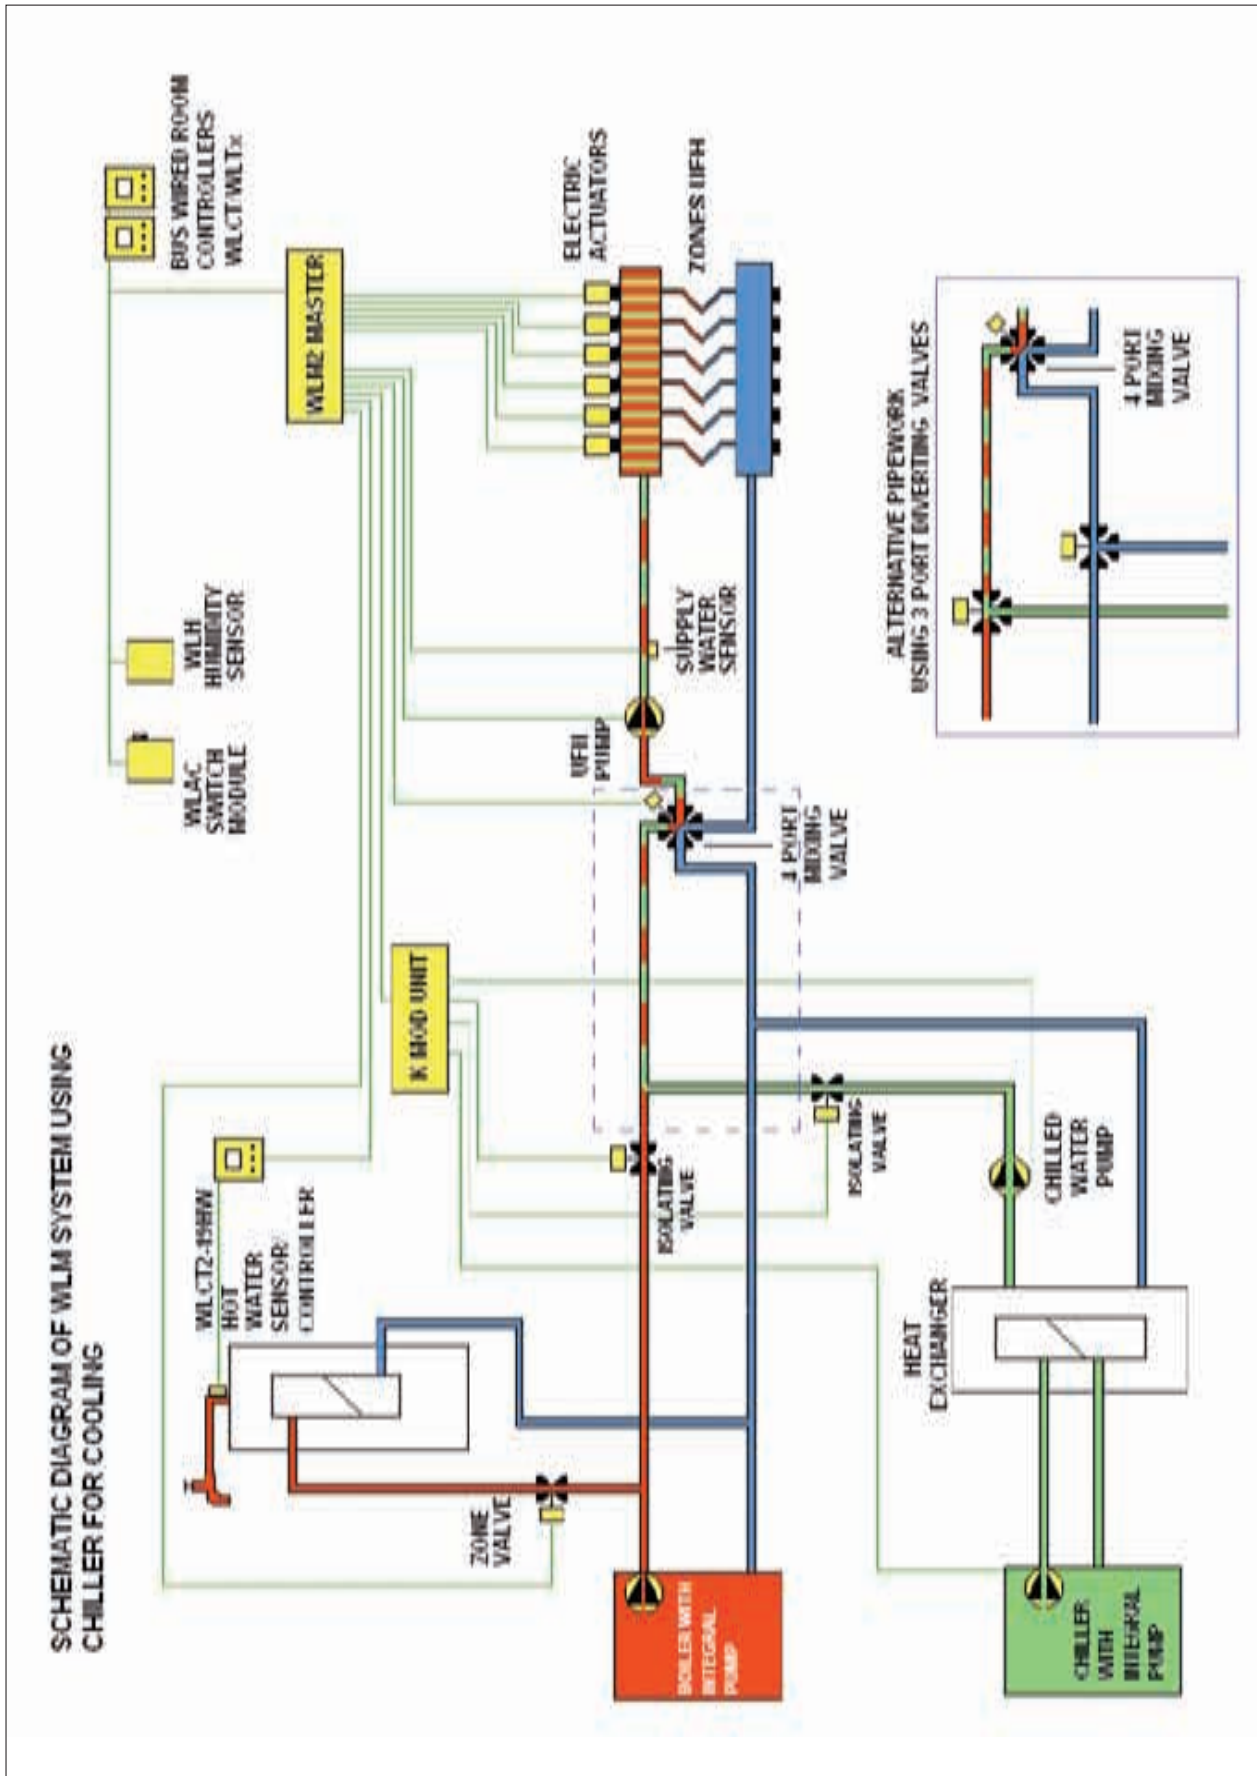 SCHEMATIC DIAGRAM OF WLM SYSTEM USING
CHILLER FOR COOLING
WLCT2-19HW
HOT
WATER
SENSOR/
CONTROLLER
WLAC
SWITCH
MODULE
WLH
HUMIDITY
SENSOR
BUS WIRED ROOM
CONTROLLERS
WLCT/WLTx
K MOD UNIT
WLM2 MASTER
ZONE
VALVE
ISOLATING
VALVE
UFH
PUMP
ELECTRIC
ACTUATORS
BOILER WITH
INTEGRAL
PUMP
4 PORT
MIXING
VALVE
SUPPLY
WATER
SENSOR
ZONES UFH
ISOLATING
VALVE
HEAT
EXCHANGER
CHILLED
WATER
PUMP
CHILLER
WITH
INTEGRAL
PUMP
ALTERNATIVE PIPEWORK
USING 3 PORT DIVERTING VALVES
4 PORT
MIXING
VALVE